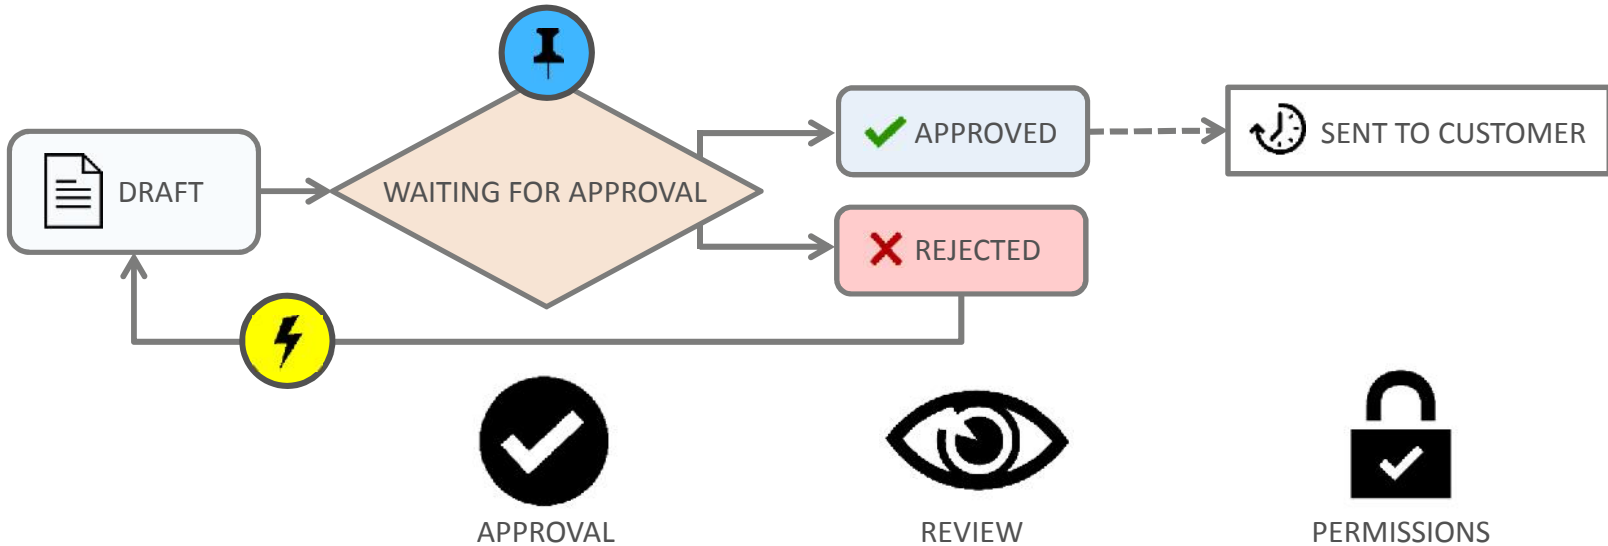 DRAFT
WAITING FOR APPROVAL
APPROVED
REJECTED
SENT TO CUSTOMER
APPROVAL
REVIEW
PERMISSIONS